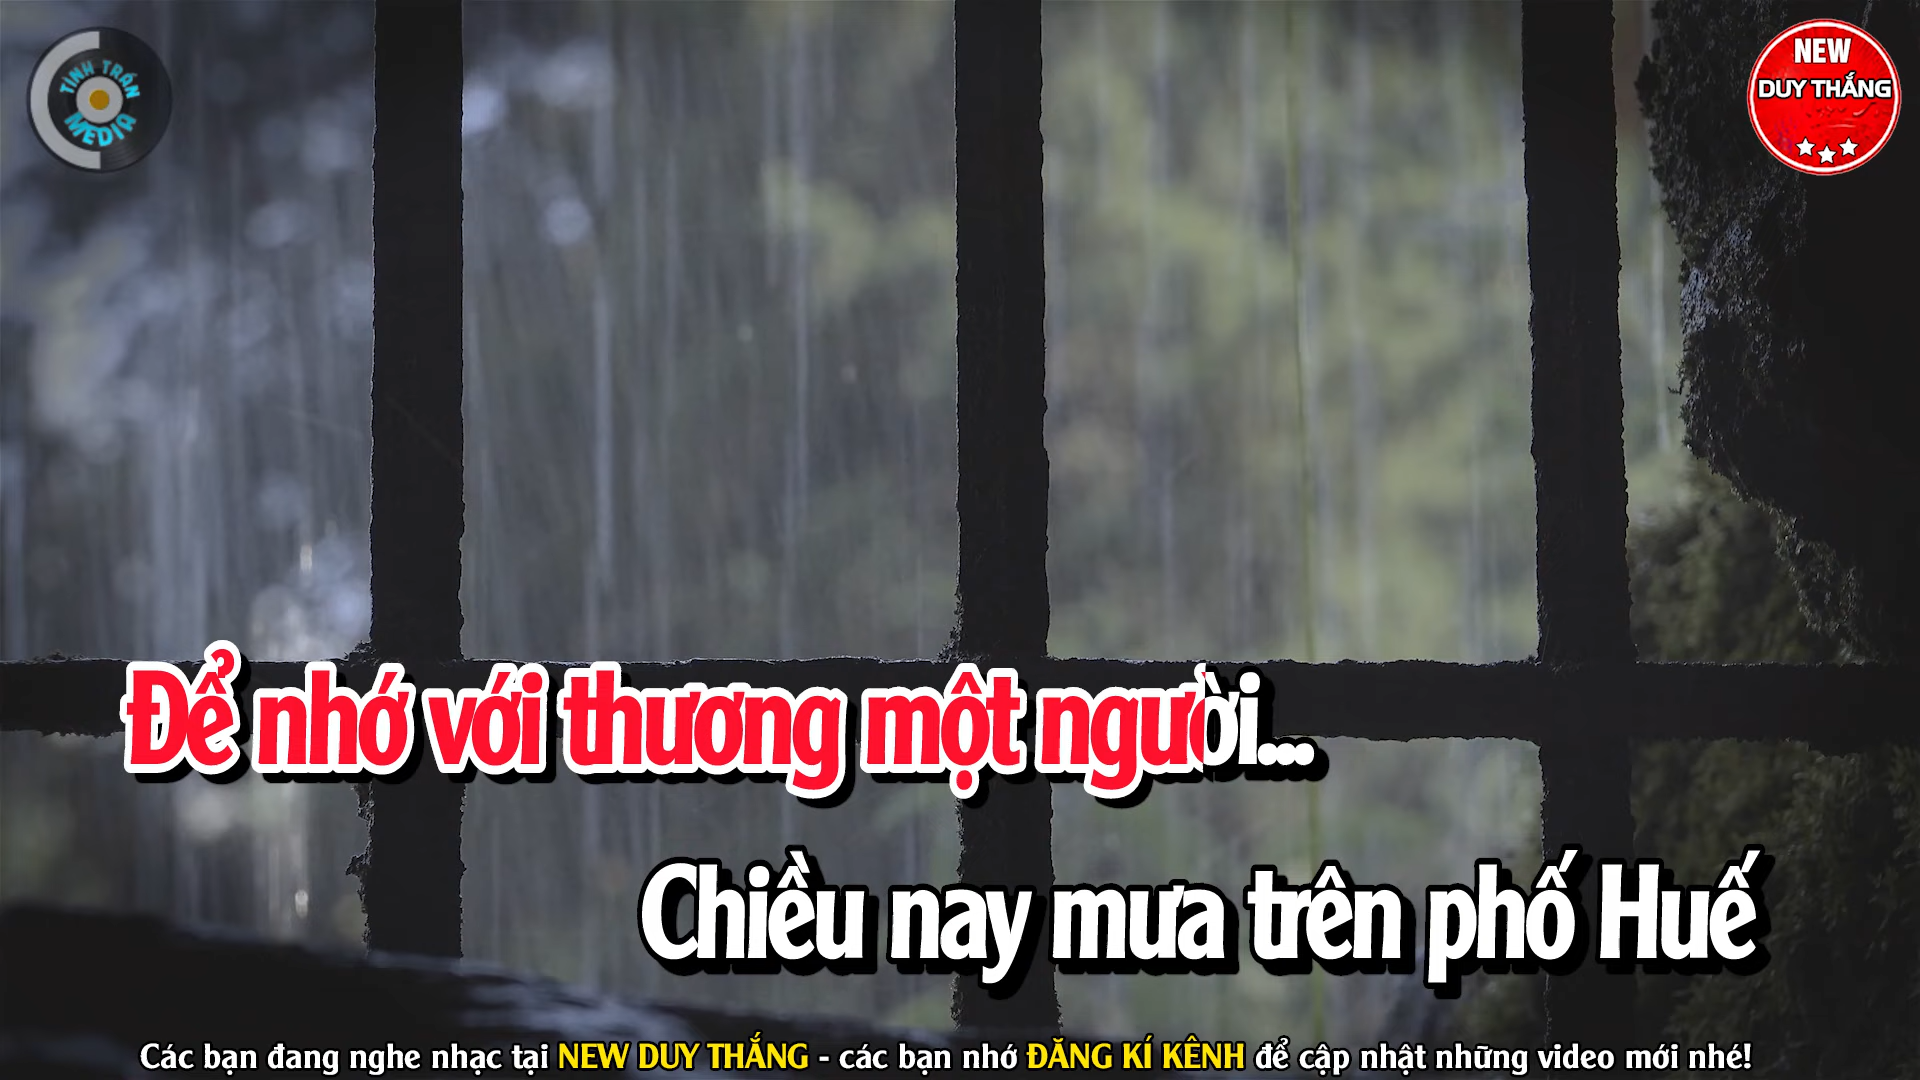 TÌNH TRẦN
MEDIA
NEW
DUY THẮNG
Để nhớ với thương một người...
Chiều nay mưa trên phố Huế
Các bạn đang nghe nhạc tại NEW DUY THẮNG - các bạn nhớ ĐĂNG KÍ KÊNH để cập nhật những video mới nhé!